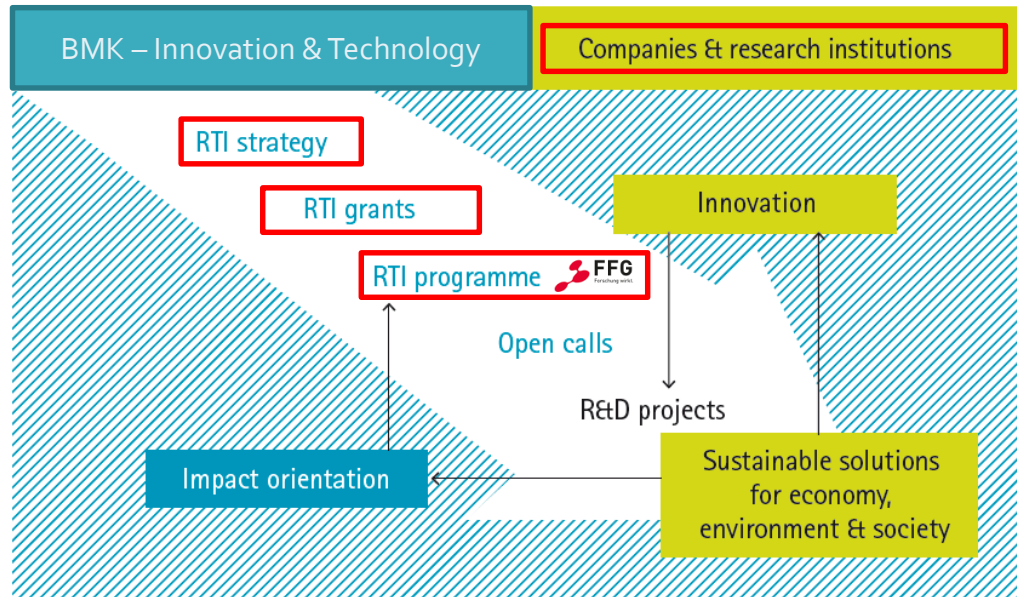 BMK – Innovation & Technology
Companies & research institutions
RTI strategy
RTI grants
Innovation
RTI programme
FFG
Forschung wirkt.
Open calls
R&D projects
Impact orientation
Sustainable solutions
for economy,
environment & society